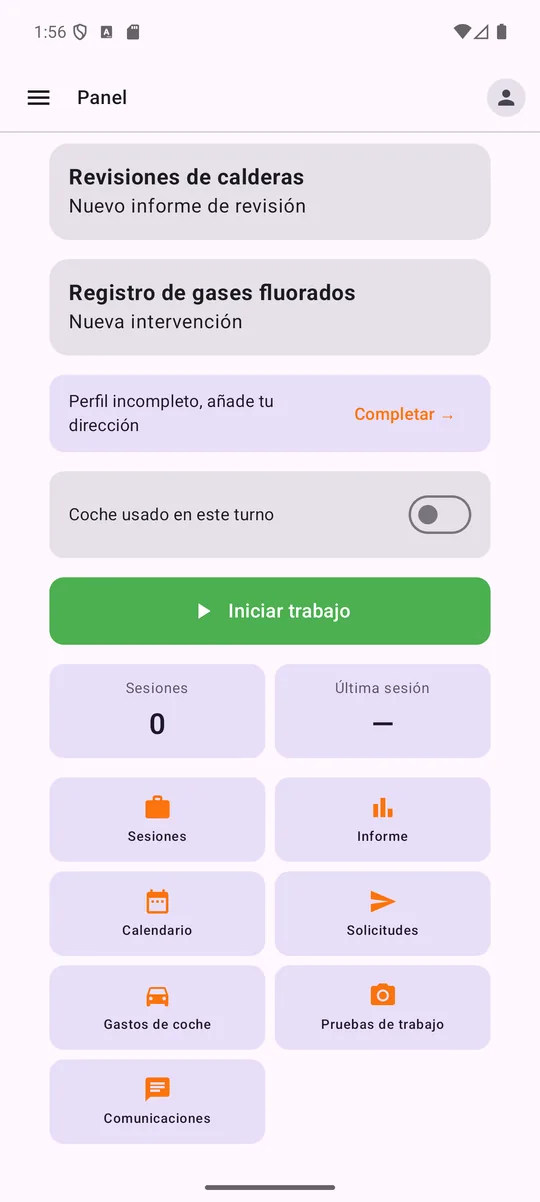 1:56
Panel
Revisiones de calderas
Nuevo informe de revisión
Registro de gases fluorados
Nueva intervención
Perfil incompleto, añade tu
dirección
Completar →
Coche usado en este turno
Iniciar trabajo
Sesiones
0
Última sesión
—
Sesiones
Informe
Calendario
Solicitudes
Gastos de coche
Pruebas de trabajo
Comunicaciones